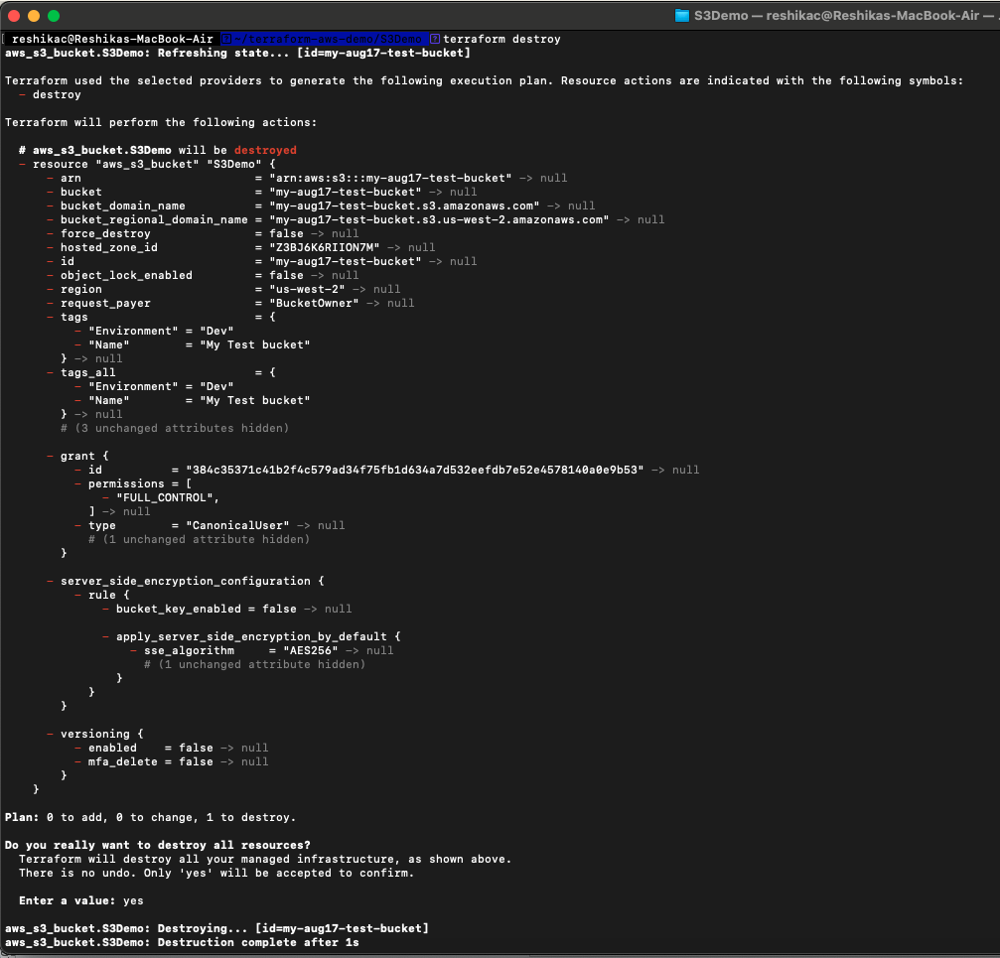 S3Demo — reshikac@Reshikas-MacBook-Air —
reshikac@Reshikas-MacBook-Air ~/terraform-aws-demo/S3Demo terraform destroy
aws_s3_bucket.S3Demo: Refreshing state... [id=my-aug17-test-bucket]
Terraform used the selected providers to generate the following execution plan. Resource actions are indicated with the following symbols:
- destroy
Terraform will perform the following actions:
# aws_s3_bucket.S3Demo will be destroyed
- resource "aws_s3_bucket" "S3Demo" {
- arn = "arn:aws:s3:::my-aug17-test-bucket" -> null
- bucket = "my-aug17-test-bucket" -> null
- bucket_domain_name = "my-aug17-test-bucket.s3.amazonaws.com" -> null
- bucket_regional_domain_name = "my-aug17-test-bucket.s3.us-west-2.amazonaws.com" -> null
- force_destroy = false -> null
- hosted_zone_id = "Z3BJ6K6RIION7M" -> null
- id = "my-aug17-test-bucket" -> null
- object_lock_enabled = false -> null
- region = "us-west-2" -> null
- request_payer = "BucketOwner" -> null
- tags = {
- "Environment" = "Dev"
- "Name" = "My Test bucket"
} -> null
- tags_all = {
- "Environment" = "Dev"
- "Name" = "My Test bucket"
} -> null
# (3 unchanged attributes hidden)
- grant {
- id = "384c35371c41b2f4c579ad34f75fb1d634a7d532eefdb7e52e4578140a0e9b53" -> null
- permissions = [
- "FULL_CONTROL",
] -> null
- type = "CanonicalUser" -> null
# (1 unchanged attribute hidden)
}
- server_side_encryption_configuration {
- rule {
- bucket_key_enabled = false -> null
- apply_server_side_encryption_by_default {
- sse_algorithm = "AES256" -> null
# (1 unchanged attribute hidden)
}
}
}
- versioning {
- enabled = false -> null
- mfa_delete = false -> null
}
}
Plan: 0 to add, 0 to change, 1 to destroy.
Do you really want to destroy all resources?
Terraform will destroy all your managed infrastructure, as shown above.
There is no undo. Only 'yes' will be accepted to confirm.
Enter a value: yes
aws_s3_bucket.S3Demo: Destroying... [id=my-aug17-test-bucket]
aws_s3_bucket.S3Demo: Destruction complete after 1s